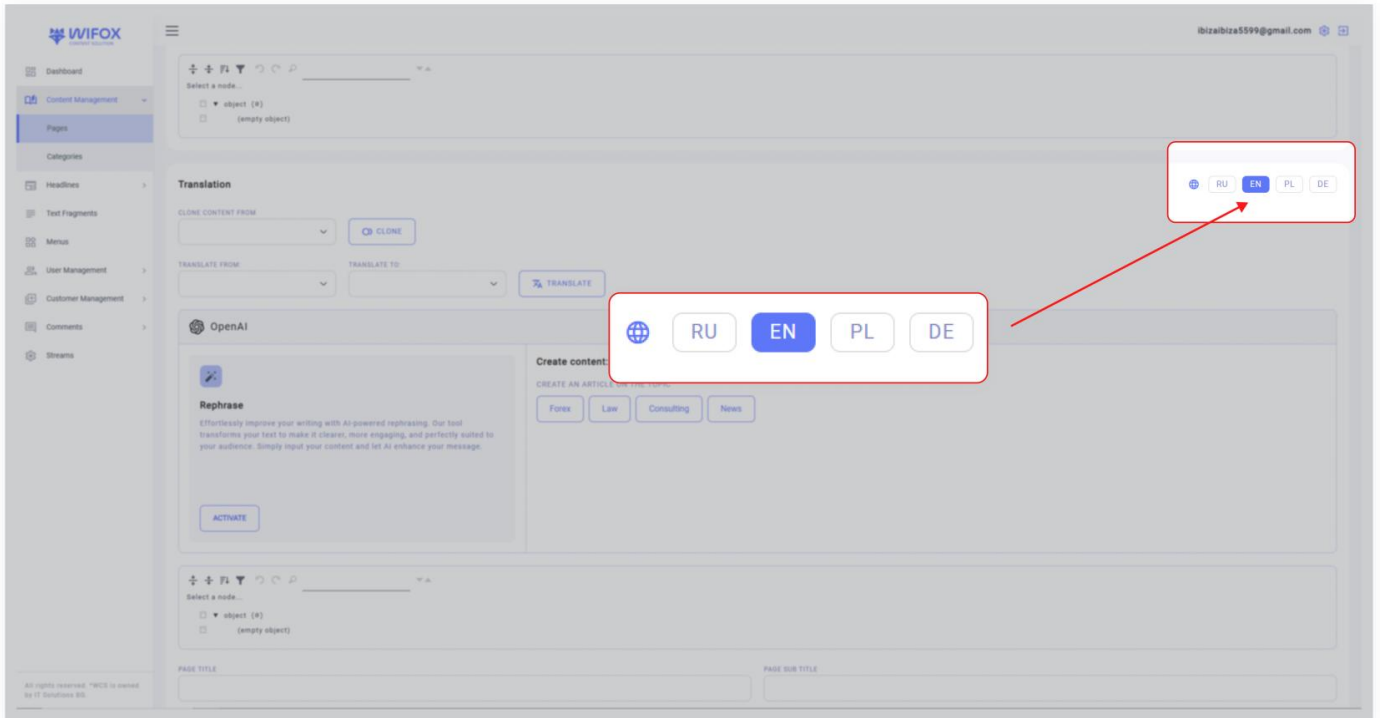 WIFOX
CONTENT SOLUTION
ibizaibiza5599@gmail.com
Dashboard
Content Management
Pages
Categories
Headlines
Text Fragments
Menus
User Management
Customer Management
Comments
Streams
Select a node...
object {#}
(empty object)
Translation
RU EN PL DE
CLONE CONTENT FROM
CLONE
TRANSLATE FROM: TRANSLATE TO:
TRANSLATE
RU EN PL DE
OpenAI
Rephrase
Effortlessly improve your writing with AI-powered rephrasing. Our tool
transforms your text to make it clearer, more engaging, and perfectly suited to
your audience. Simply input your content and let AI enhance your message.
ACTIVATE
Create content:
CREATE AN ARTICLE ON THE TOPIC
Forex Law Consulting News
Select a node...
object {#}
(empty object)
PAGE TITLE PAGE SUB TITLE
All rights reserved. *WCS is owned
by IT Solutions